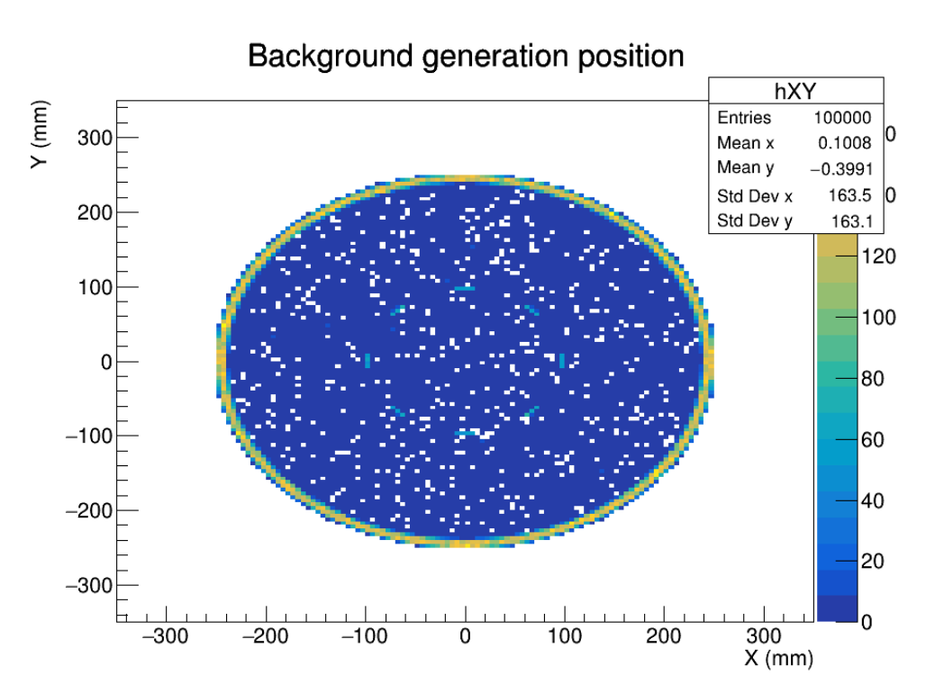 Background generation position
hXY
Entries 100000
Mean x 0.1008
Mean y −0.3991
Std Dev x 163.5
Std Dev y 163.1
Y (mm)
300
200
100
0
−100
−200
−300
−300 −200 −100 0 100 200 300
X (mm)
0
0
120
100
80
60
40
20
0